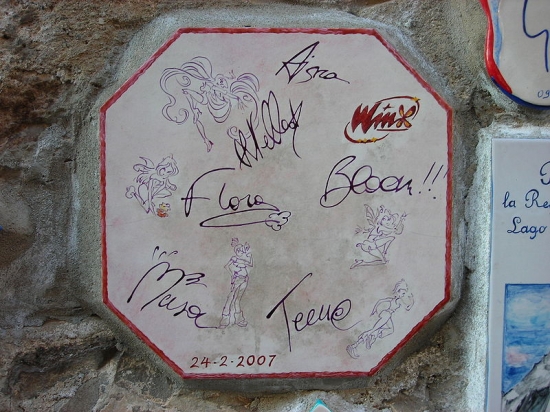 Aisha
Stella
Winx
Flora
Bloom!!!
Musa
Tecna
24-2-2007
la Re
Lago